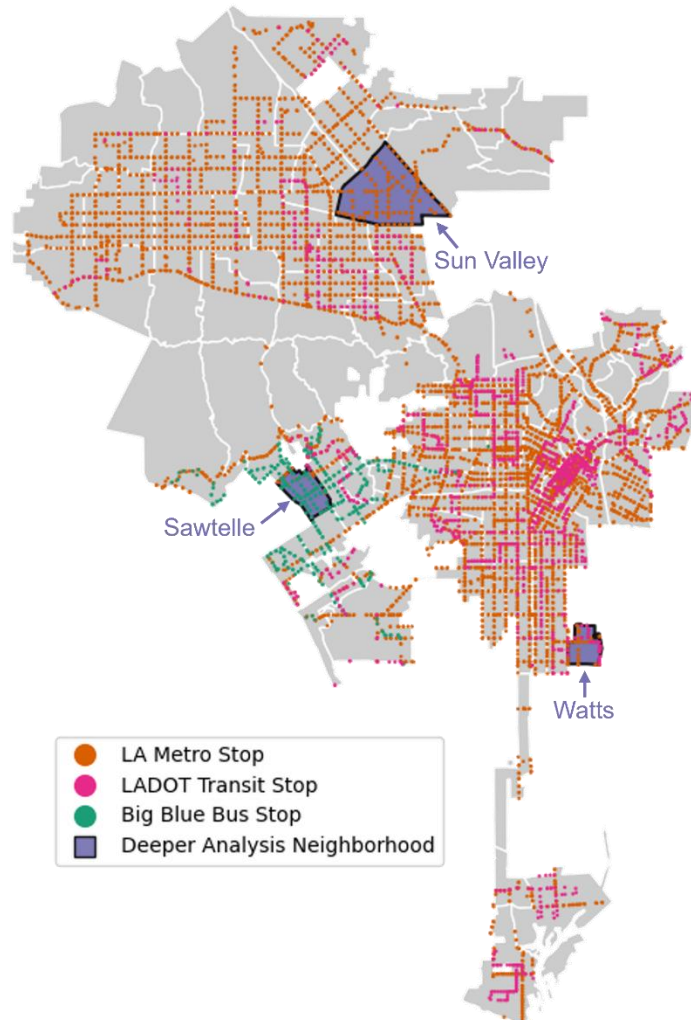 Sun Valley
Sawtelle
Watts
LA Metro Stop
LADOT Transit Stop
Big Blue Bus Stop
Deeper Analysis Neighborhood